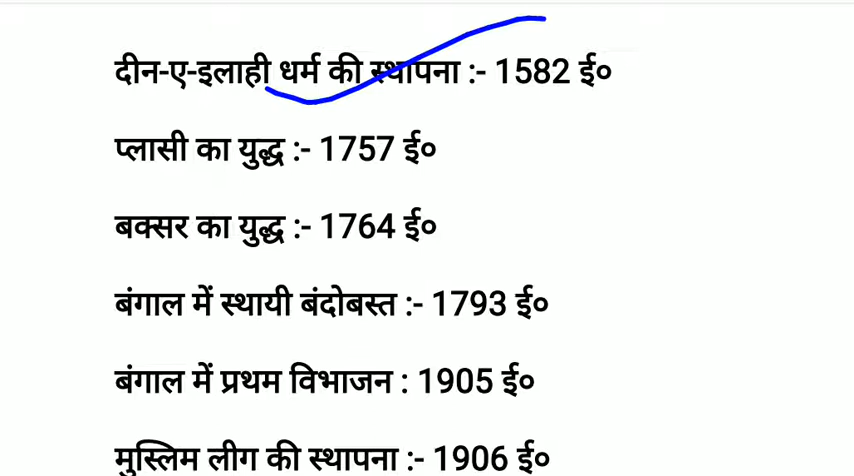 दीन-ए-इलाही धर्म की स्थापना :- 1582 ई०
प्लासी का युद्ध :- 1757 ई०
बक्सर का युद्ध :- 1764 ई०
बंगाल में स्थायी बंदोबस्त :- 1793 ई०
बंगाल में प्रथम विभाजन : 1905 ई०
मुस्लिम लीग की स्थापना :- 1906 ई०